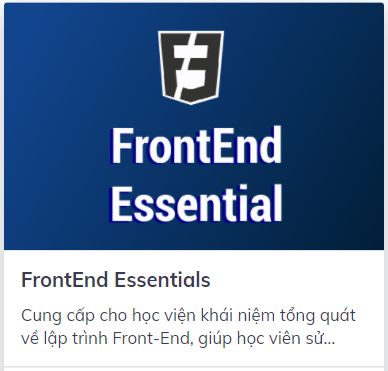 FrontEnd
Essential
FrontEnd Essentials
Cung cấp cho học viện khái niệm tổng quát
về lập trình Front-End, giúp học viên sử...